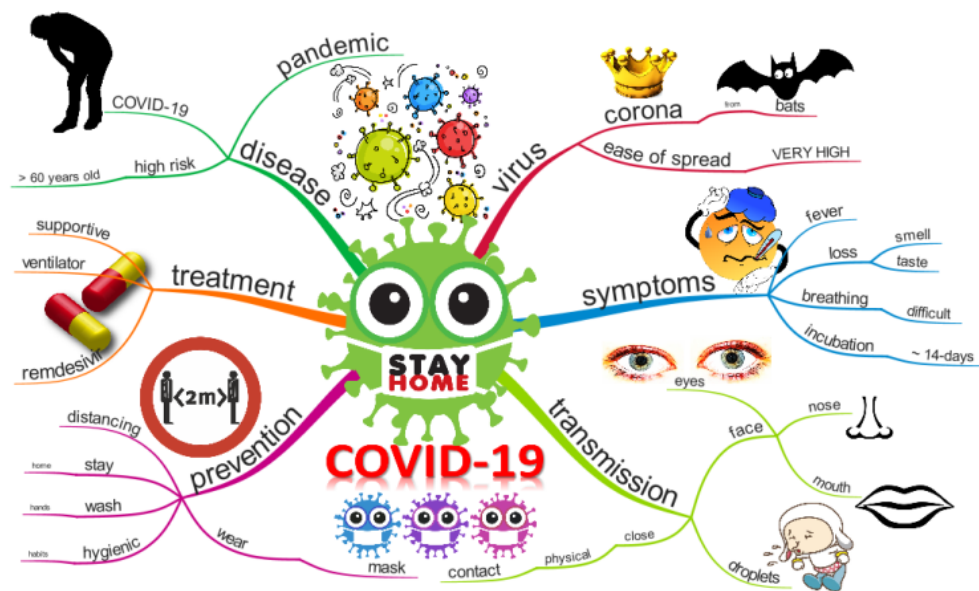 STAY
HOME
COVID-19
virus
corona
from
bats
ease of spread
VERY HIGH
symptoms
fever
loss
smell
taste
breathing
difficult
incubation
~ 14-days
transmission
face
eyes
nose
mouth
droplets
close
physical
contact
prevention
distancing
<2m>
stay
home
wash
hands
hygienic
habits
wear
mask
treatment
supportive
ventilator
remdesivir
disease
pandemic
COVID-19
high risk
> 60 years old